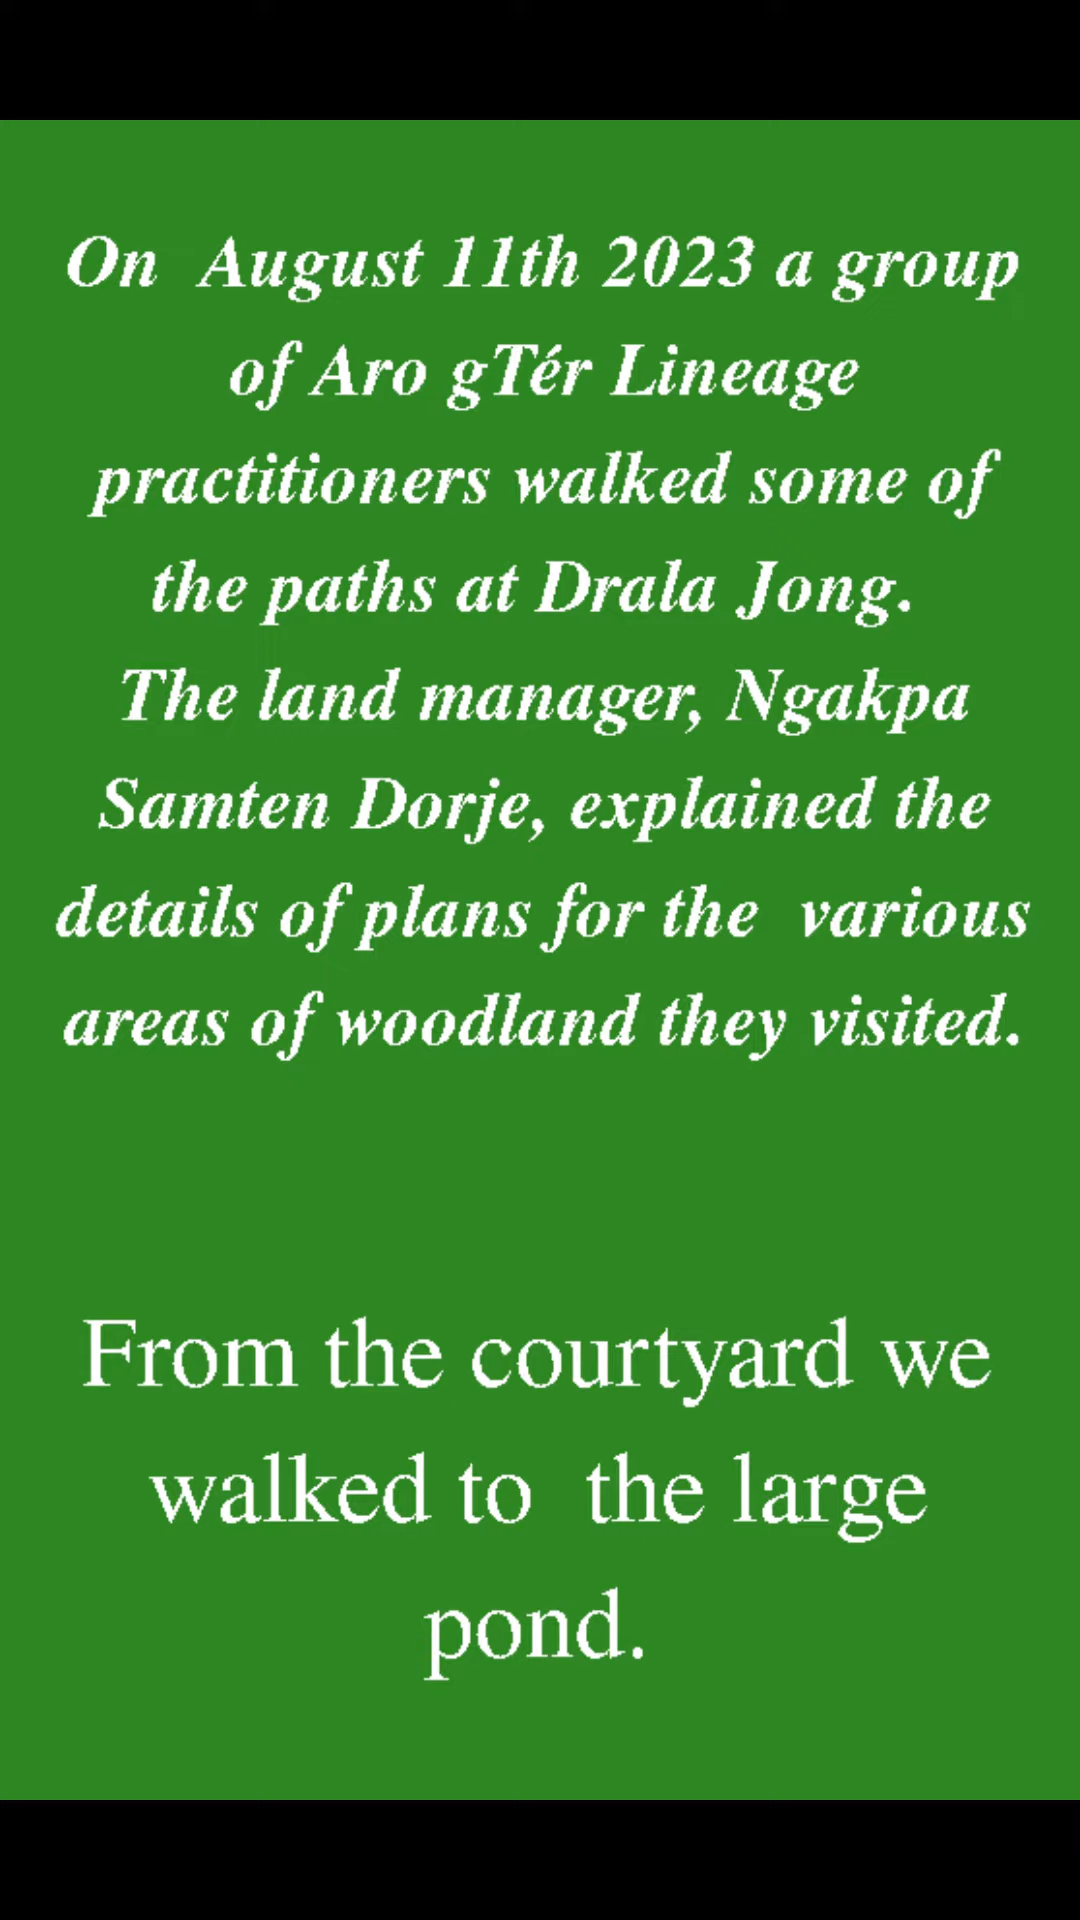 On  August 11th 2023 a group
of Aro gTér Lineage
practitioners walked some of
the paths at Drala Jong.
The land manager, Ngakpa
Samten Dorje, explained the
details of plans for the  various
areas of woodland they visited.
From the courtyard we
walked to  the large
pond.